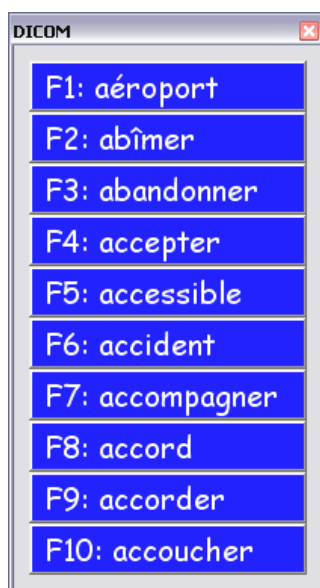 DICOM
F1: aéroport
F2: abîmer
F3: abandonner
F4: accepter
F5: accessible
F6: accident
F7: accompagner
F8: accord
F9: accorder
F10: accoucher